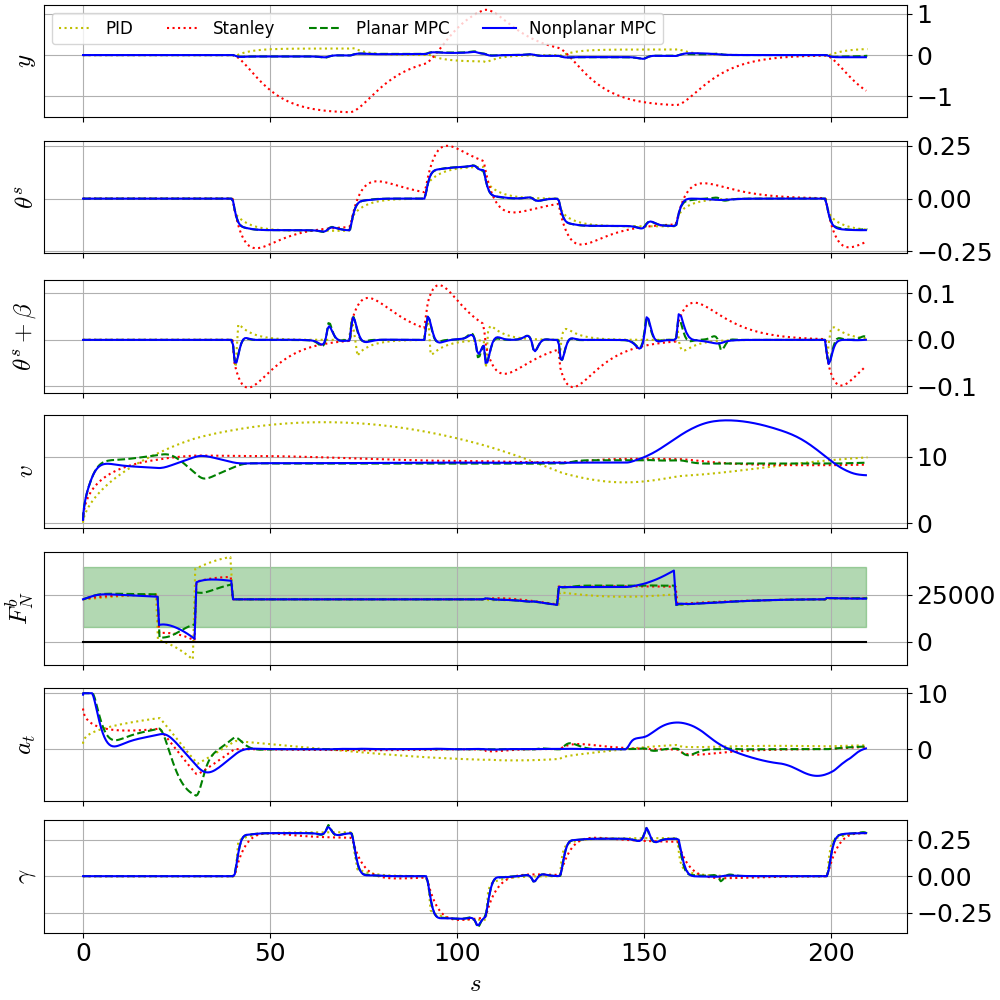 PID Stanley Planar MPC Nonplanar MPC
y
1
0
−1
θ^s
0.25
0.00
−0.25
θ^s + β
0.1
0.0
−0.1
v
10
0
F_N^b
25000
0
a_t
10
0
γ
0.25
0.00
−0.25
0 50 100 150 200
s